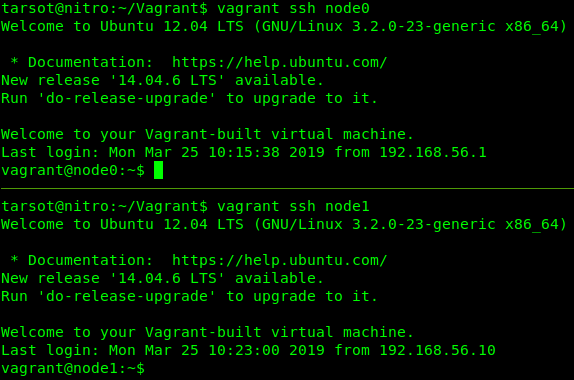 tarsot@nitro:~/Vagrant$ vagrant ssh node0
Welcome to Ubuntu 12.04 LTS (GNU/Linux 3.2.0-23-generic x86_64)
* Documentation:  https://help.ubuntu.com/
New release '14.04.6 LTS' available.
Run 'do-release-upgrade' to upgrade to it.
Welcome to your Vagrant-built virtual machine.
Last login: Mon Mar 25 10:15:38 2019 from 192.168.56.1
vagrant@node0:~$
tarsot@nitro:~/Vagrant$ vagrant ssh node1
Welcome to Ubuntu 12.04 LTS (GNU/Linux 3.2.0-23-generic x86_64)
* Documentation:  https://help.ubuntu.com/
New release '14.04.6 LTS' available.
Run 'do-release-upgrade' to upgrade to it.
Welcome to your Vagrant-built virtual machine.
Last login: Mon Mar 25 10:23:00 2019 from 192.168.56.10
vagrant@node1:~$